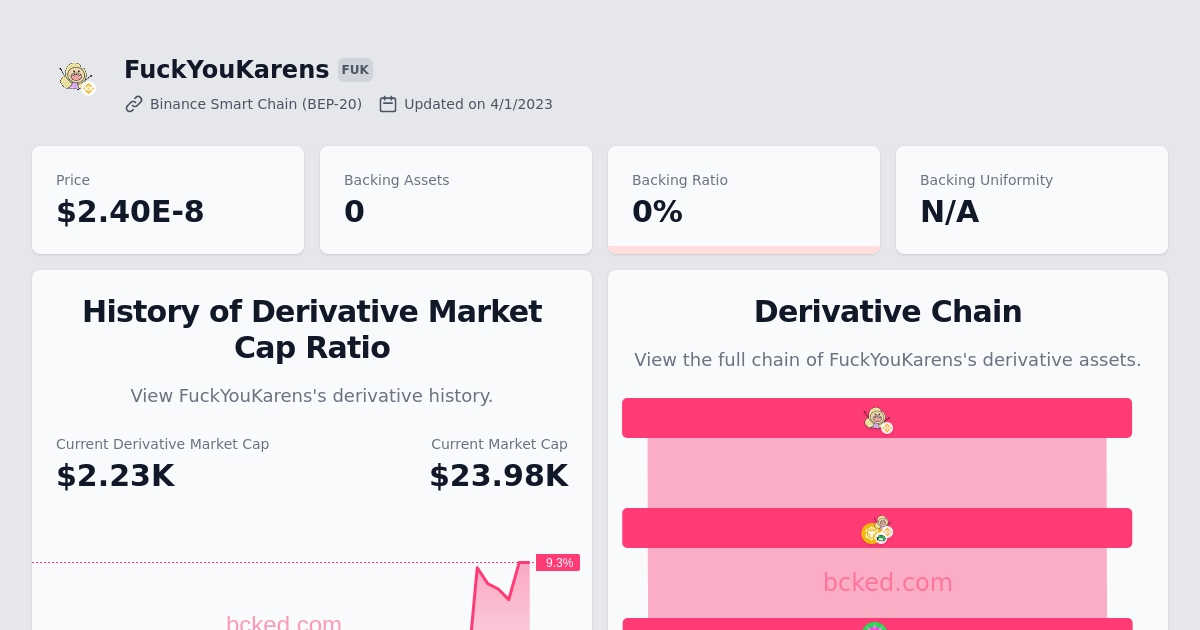 FuckYouKarens FUK
Binance Smart Chain (BEP-20) Updated on 4/1/2023
Price
$2.40E-8
Backing Assets
0
Backing Ratio
0%
Backing Uniformity
N/A
History of Derivative Market
Cap Ratio
View FuckYouKarens's derivative history.
Current Derivative Market Cap
$2.23K
Current Market Cap
$23.98K
9.3%
bcked.com
Derivative Chain
View the full chain of FuckYouKarens's derivative assets.
bcked.com